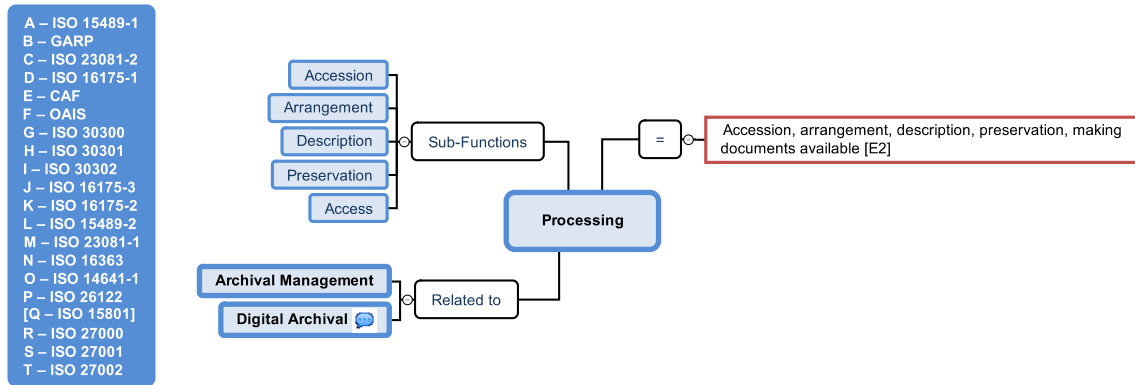 A – ISO 15489-1
B – GARP
C – ISO 23081-2
D – ISO 16175-1
E – CAF
F – OAIS
G – ISO 30300
H – ISO 30301
I – ISO 30302
J – ISO 16175-3
K – ISO 16175-2
L – ISO 15489-2
M – ISO 23081-1
N – ISO 16363
O – ISO 14641-1
P – ISO 26122
[Q – ISO 15801]
R – ISO 27000
S – ISO 27001
T – ISO 27002
Accession
Arrangement
Description
Preservation
Access
Sub-Functions
=
Accession, arrangement, description, preservation, making
documents available [E2]
Processing
Archival Management
Digital Archival
Related to